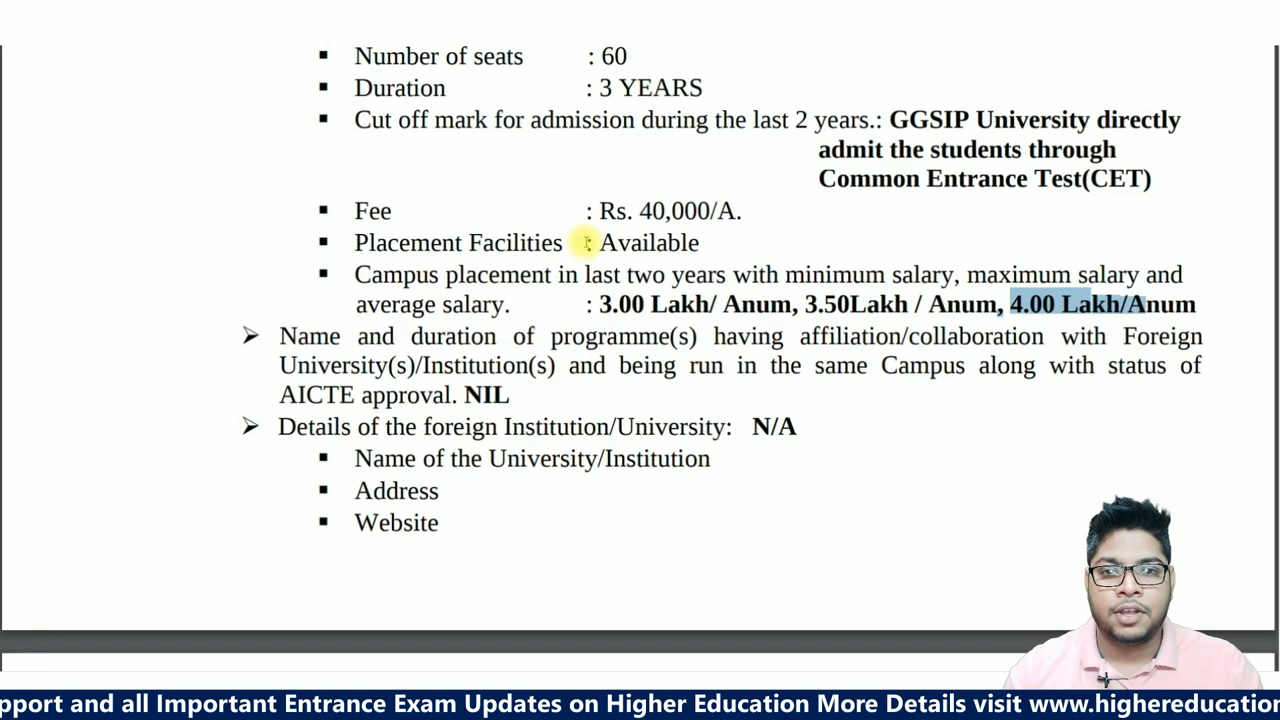 ▪ Number of seats : 60
▪ Duration : 3 YEARS
▪ Cut off mark for admission during the last 2 years.: GGSIP University directly
admit the students through
Common Entrance Test(CET)
▪ Fee : Rs. 40,000/A.
▪ Placement Facilities : Available
▪ Campus placement in last two years with minimum salary, maximum salary and
average salary. : 3.00 Lakh/ Anum, 3.50Lakh / Anum, 4.00 Lakh/Anum
➢ Name and duration of programme(s) having affiliation/collaboration with Foreign
University(s)/Institution(s) and being run in the same Campus along with status of
AICTE approval. NIL
➢ Details of the foreign Institution/University: N/A
▪ Name of the University/Institution
▪ Address
▪ Website
pport and all Important Entrance Exam Updates on Higher Education More Details visit www.highereducation